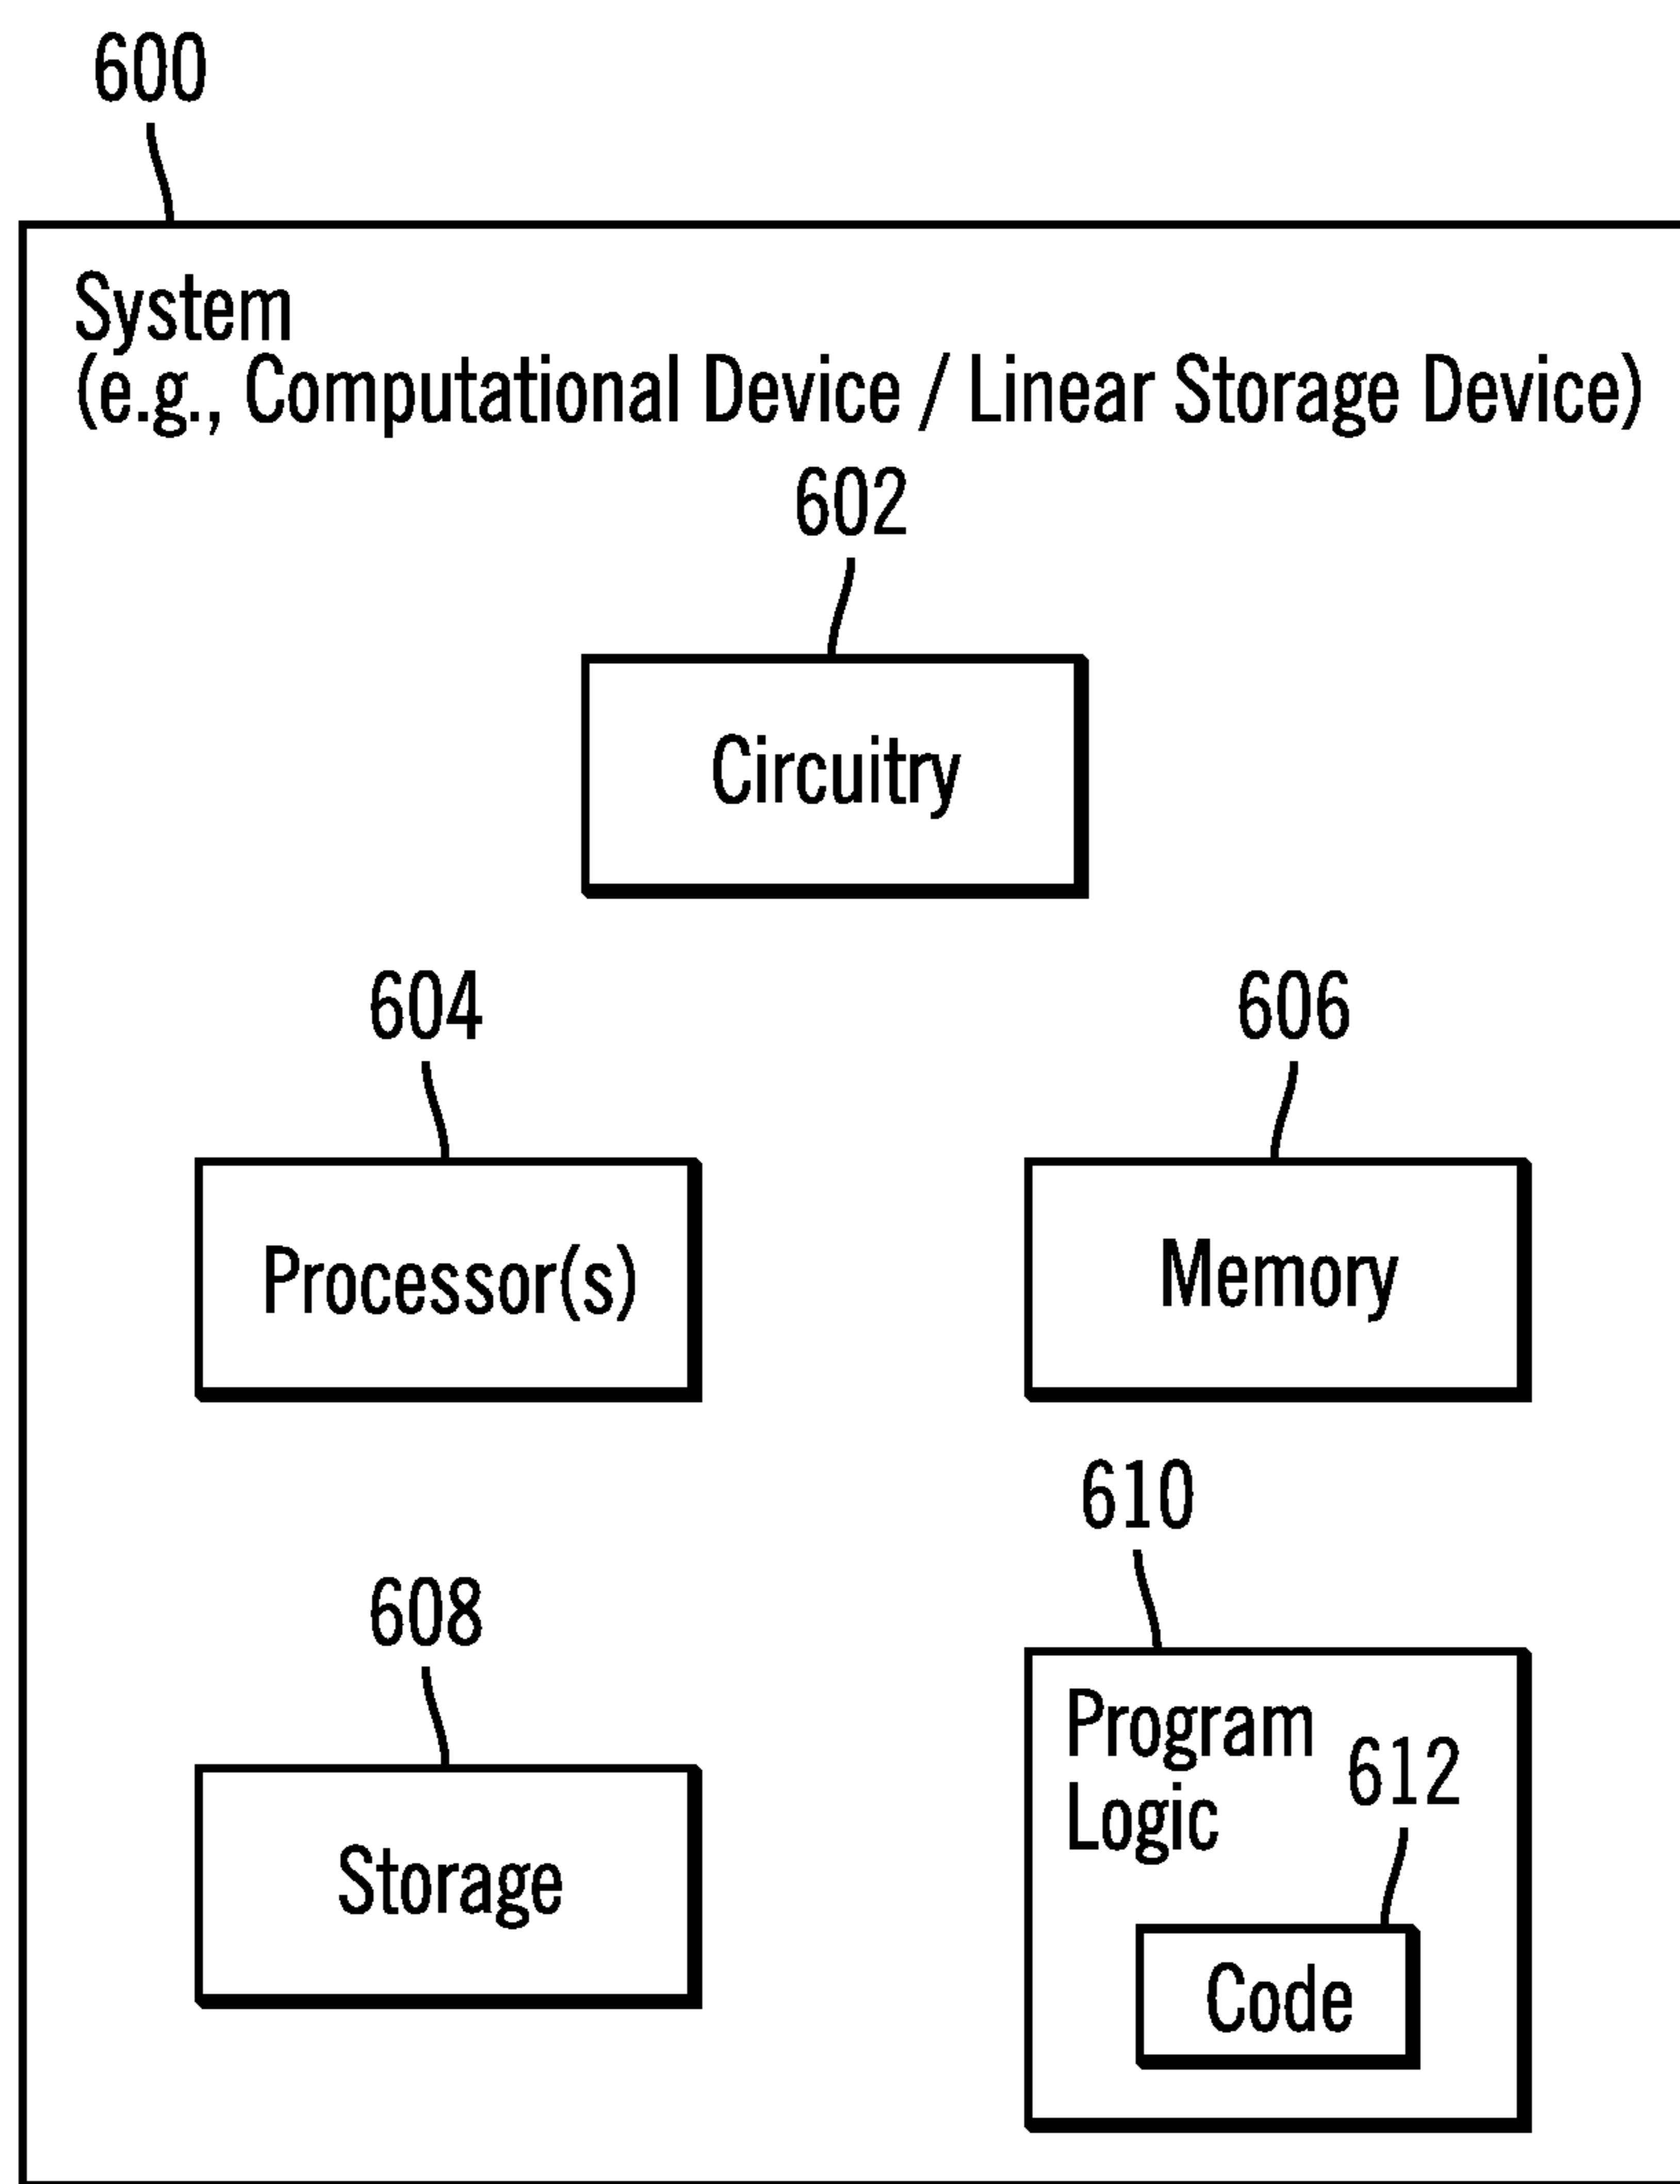 600
System
(e.g., Computational Device / Linear Storage Device)
602
Circuitry
604
606
Processor(s)
Memory
610
608
Program
Logic
612
Storage
Code